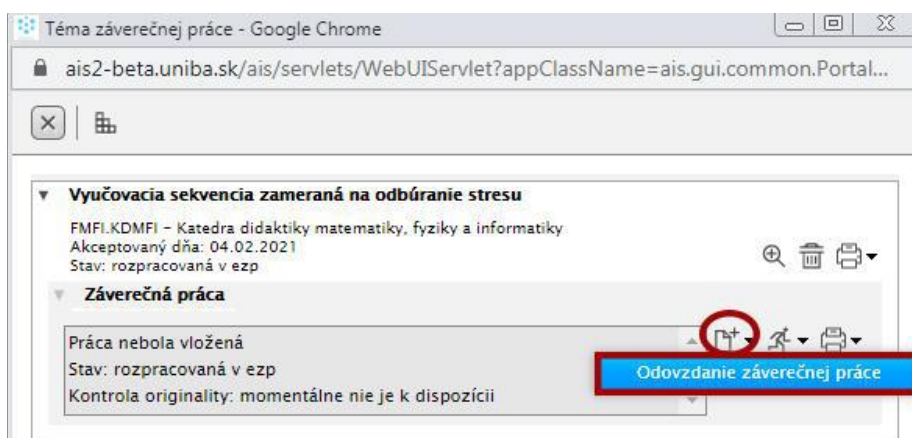 Téma záverečnej práce - Google Chrome
ais2-beta.uniba.sk/ais/servlets/WebUIServlet?appClassName=ais.gui.common.Portal...
Vyučovacia sekvencia zameraná na odbúranie stresu
FMFI.KDMFI - Katedra didaktiky matematiky, fyziky a informatiky
Akceptovaný dňa: 04.02.2021
Stav: rozpracovaná v ezp
Záverečná práca
Práca nebola vložená
Stav: rozpracovaná v ezp
Odovzdanie záverečnej práce
Kontrola originality: momentálne nie je k dispozícii